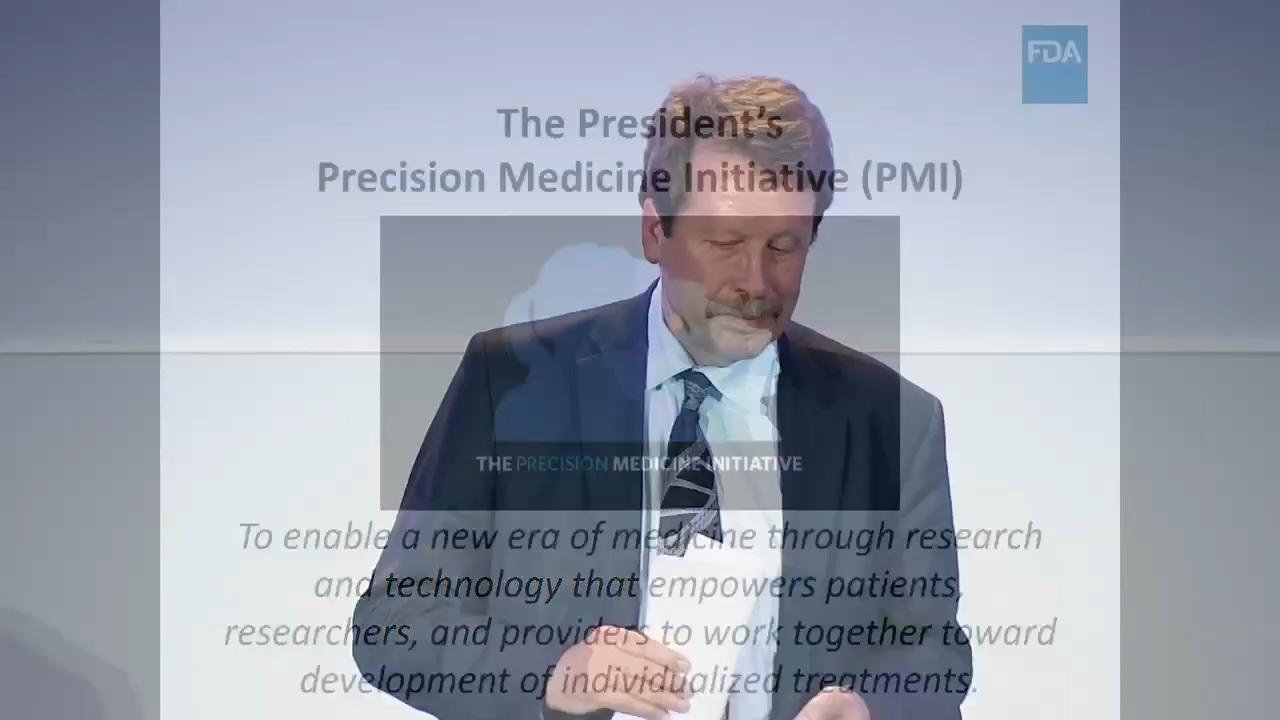 FDA
The President's
Precision Medicine Initiative (PMI)
THE PRECISION MEDICINE INITIATIVE
To enable a new era of medicine through research
and technology that empowers patients,
researchers, and providers to work together toward
development of individualized treatments.